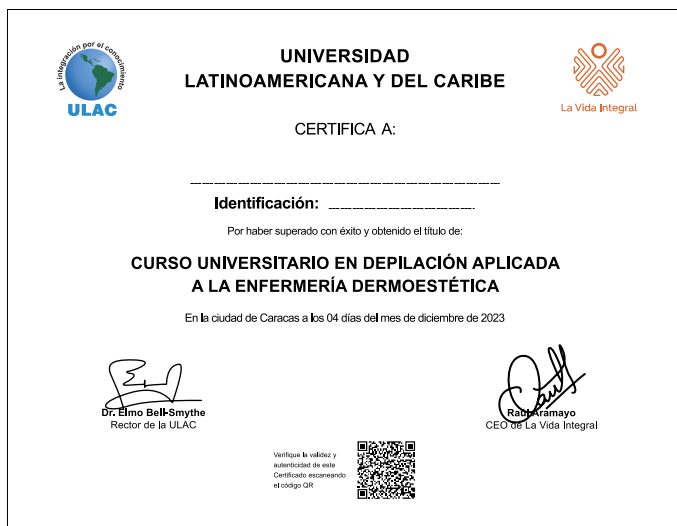 La integración por el conocimiento
ULAC
UNIVERSIDAD
LATINOAMERICANA Y DEL CARIBE
La Vida Integral
CERTIFICA A:
Identificación:
Por haber superado con éxito y obtenido el título de:
CURSO UNIVERSITARIO EN DEPILACIÓN APLICADA
A LA ENFERMERÍA DERMOESTÉTICA
En la ciudad de Caracas a los 04 días del mes de diciembre de 2023
Dr. Elmo Bell-Smythe
Rector de la ULAC
Raúl Aramayo
CEO de La Vida Integral
Verifique la validez y
autenticidad de este
Certificado escaneando
el código QR